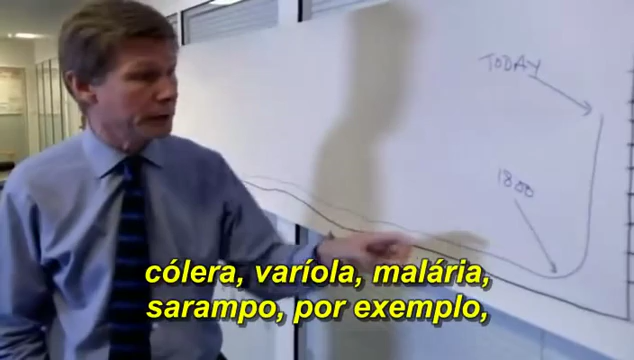 TODAY
1800
cólera, varíola, malária,
sarampo, por exemplo,